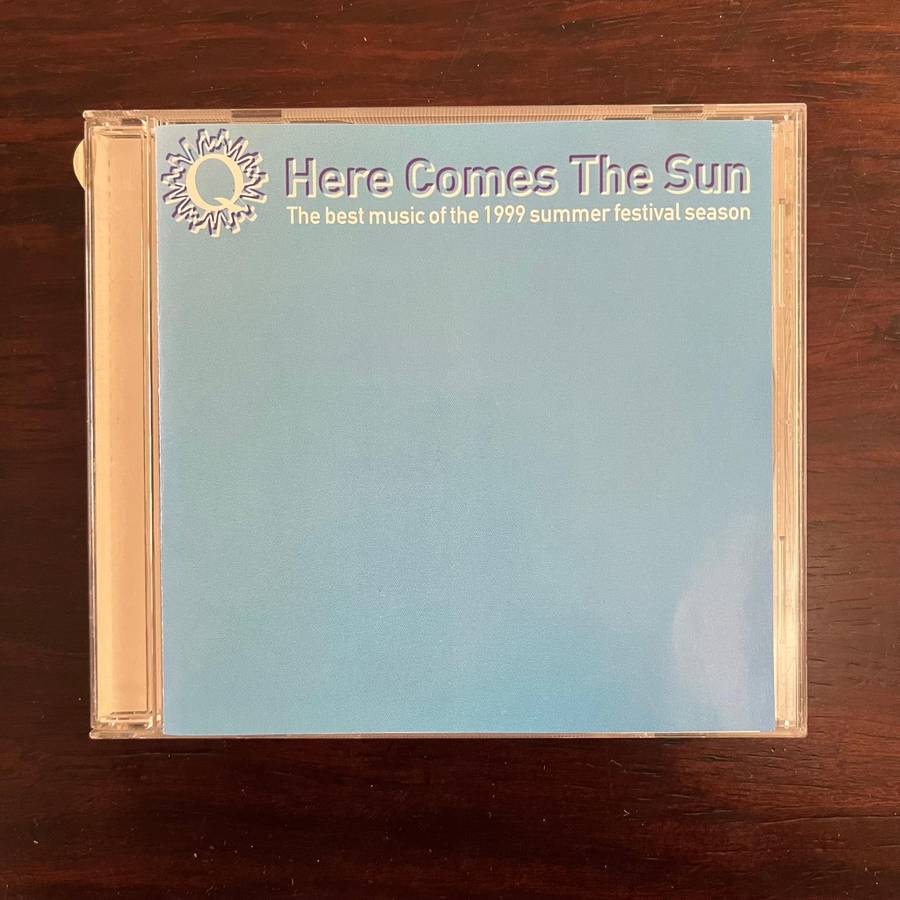 Q
Here Comes The Sun
The best music of the 1999 summer festival season